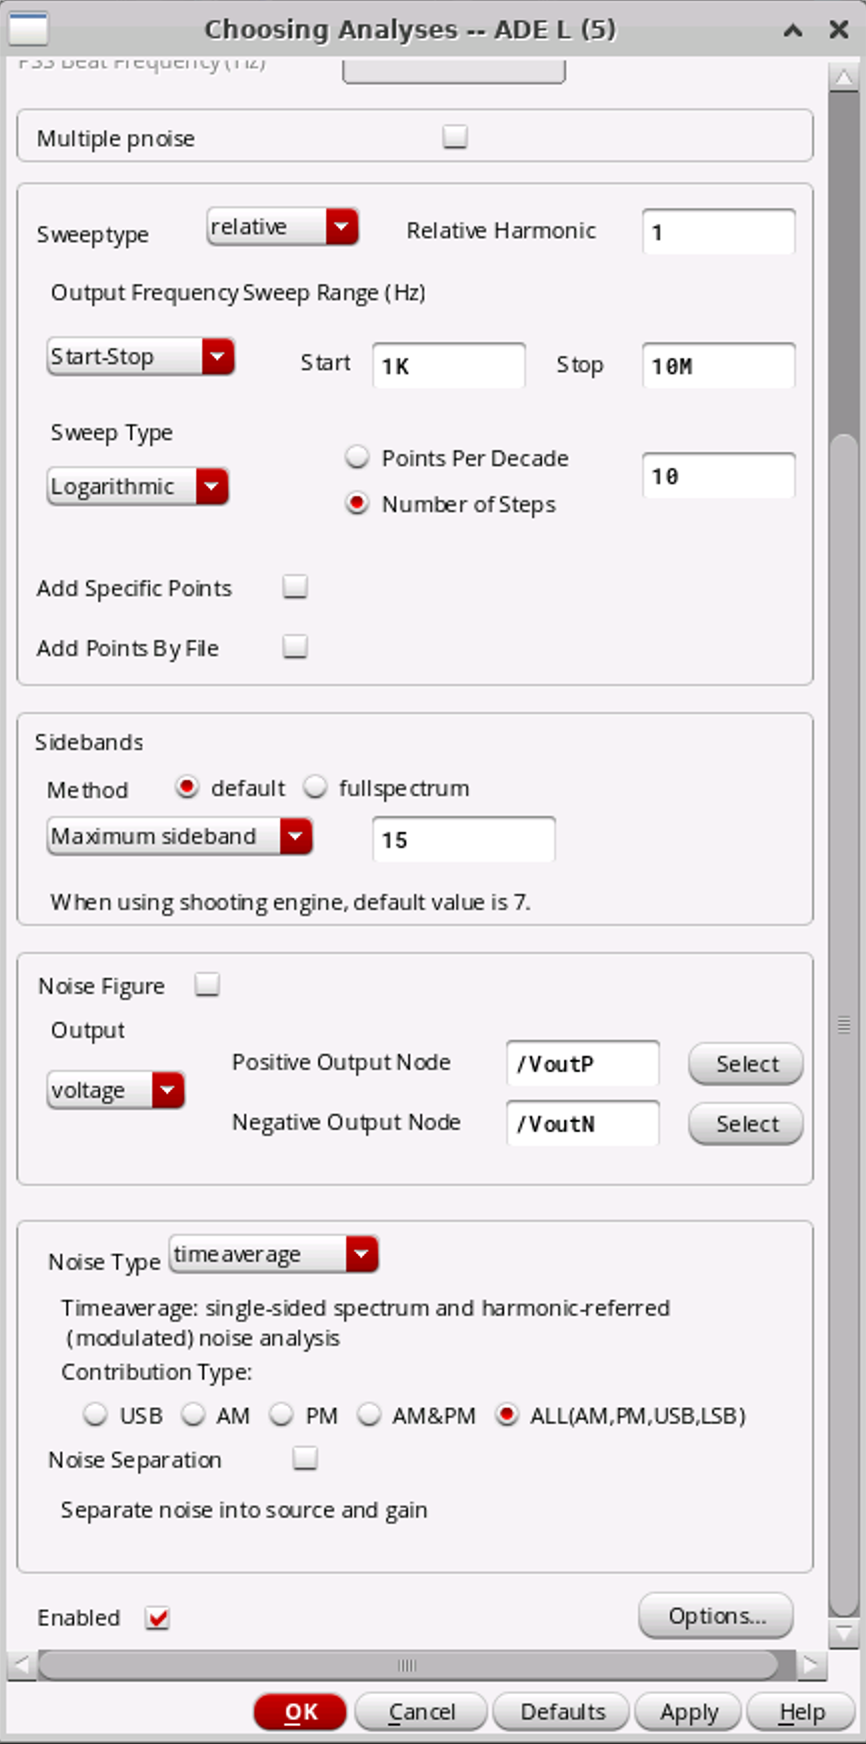 Choosing Analyses -- ADE L (5)
PSS Beat Frequency (Hz)
Multiple pnoise
Sweeptype relative Relative Harmonic 1
Output Frequency Sweep Range (Hz)
Start-Stop Start 1K Stop 10M
Sweep Type
Points Per Decade
Logarithmic 10
Number of Steps
Add Specific Points
Add Points By File
Sidebands
Method default fullspectrum
Maximum sideband 15
When using shooting engine, default value is 7.
Noise Figure
Output
Positive Output Node /VoutP Select
voltage
Negative Output Node /VoutN Select
Noise Type timeaverage
Timeaverage: single-sided spectrum and harmonic-referred
(modulated) noise analysis
Contribution Type:
USB AM PM AM&PM ALL(AM,PM,USB,LSB)
Noise Separation
Separate noise into source and gain
Enabled Options...
OK Cancel Defaults Apply Help